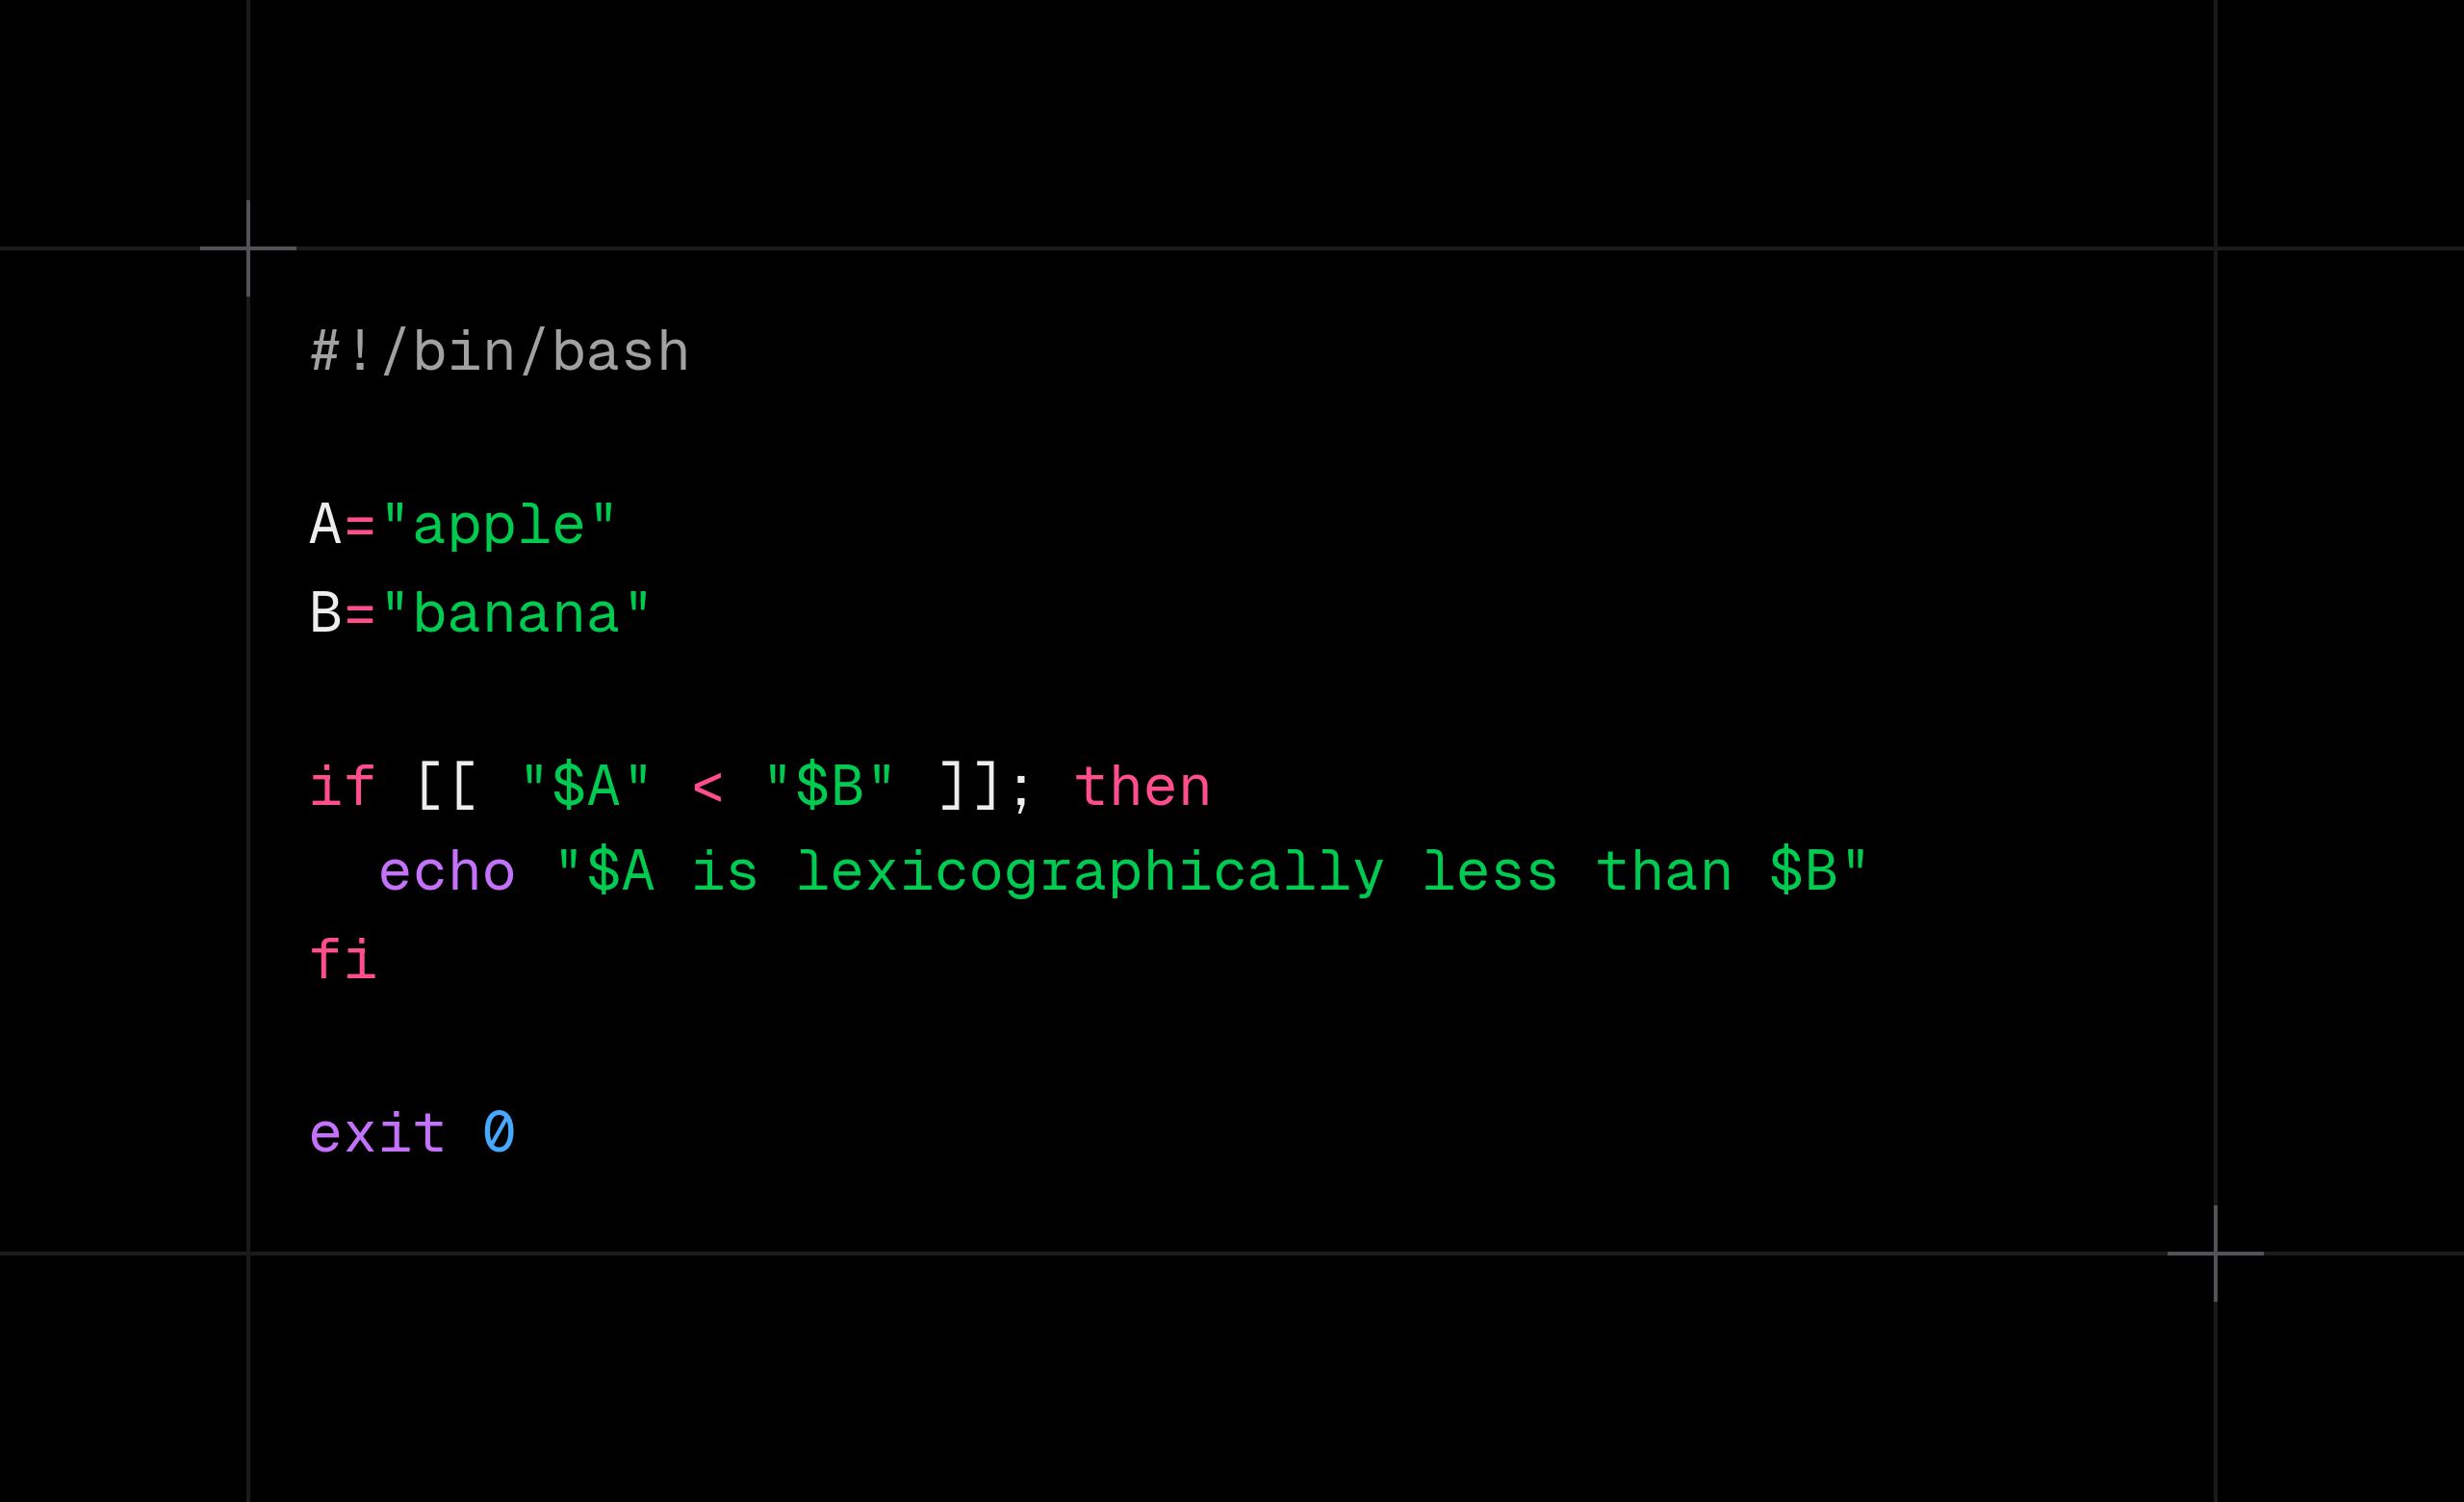 #!/bin/bash
A="apple"
B="banana"
if [[ "$A" < "$B" ]]; then
  echo "$A is lexicographically less than $B"
fi
exit 0